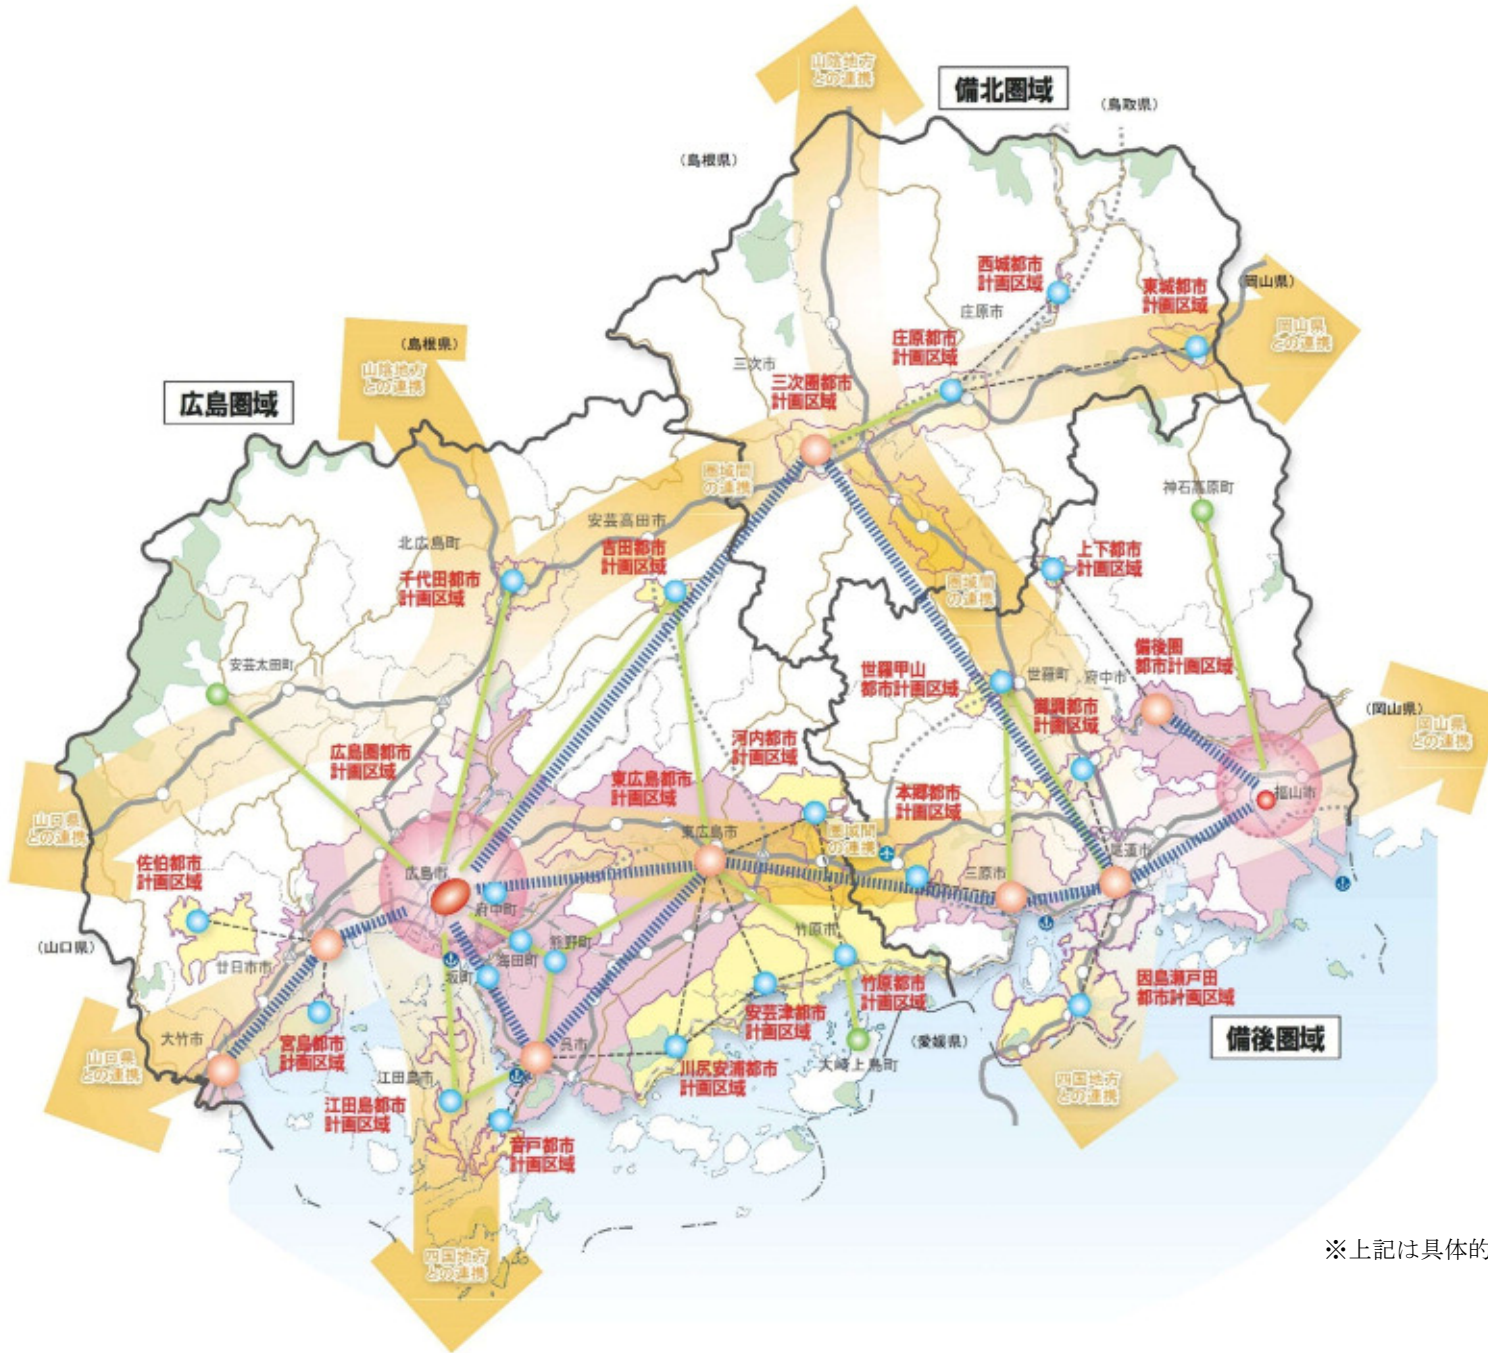 山陰地方
との連携
備北圏域
（鳥取県）
（島根県）
西城都市
計画区域
東城都市
計画区域
（岡山県）
庄原市
岡山県
との連携
庄原都市
計画区域
三次市
三次圏都市
計画区域
（島根県）
山陰地方
との連携
広島圏域
圏域間
の連携
神石高原町
安芸高田市
北広島町
吉田都市
計画区域
千代田都市
計画区域
上下都市
計画区域
圏域間
の連携
備後圏
都市計画区域
世羅甲山
都市計画区域
世羅町
府中市
安芸太田町
御調都市
計画区域
（岡山県）
岡山県
との連携
広島圏都市
計画区域
河内都市
計画区域
東広島都市
計画区域
本郷都市
計画区域
福山市
山口県
との連携
東広島市
圏域間
の連携
尾道市
佐伯都市
計画区域
広島市
三原市
府中町
（山口県）
熊野町
海田町
竹原市
廿日市市
坂町
竹原都市
計画区域
因島瀬戸田
都市計画区域
安芸津都市
計画区域
大竹市
宮島都市
計画区域
呉市
（愛媛県）
備後圏域
山口県
との連携
川尻安浦都市
計画区域
大崎上島町
江田島市
四国地方
との連携
江田島都市
計画区域
音戸都市
計画区域
四国地方
との連携
※上記は具体的